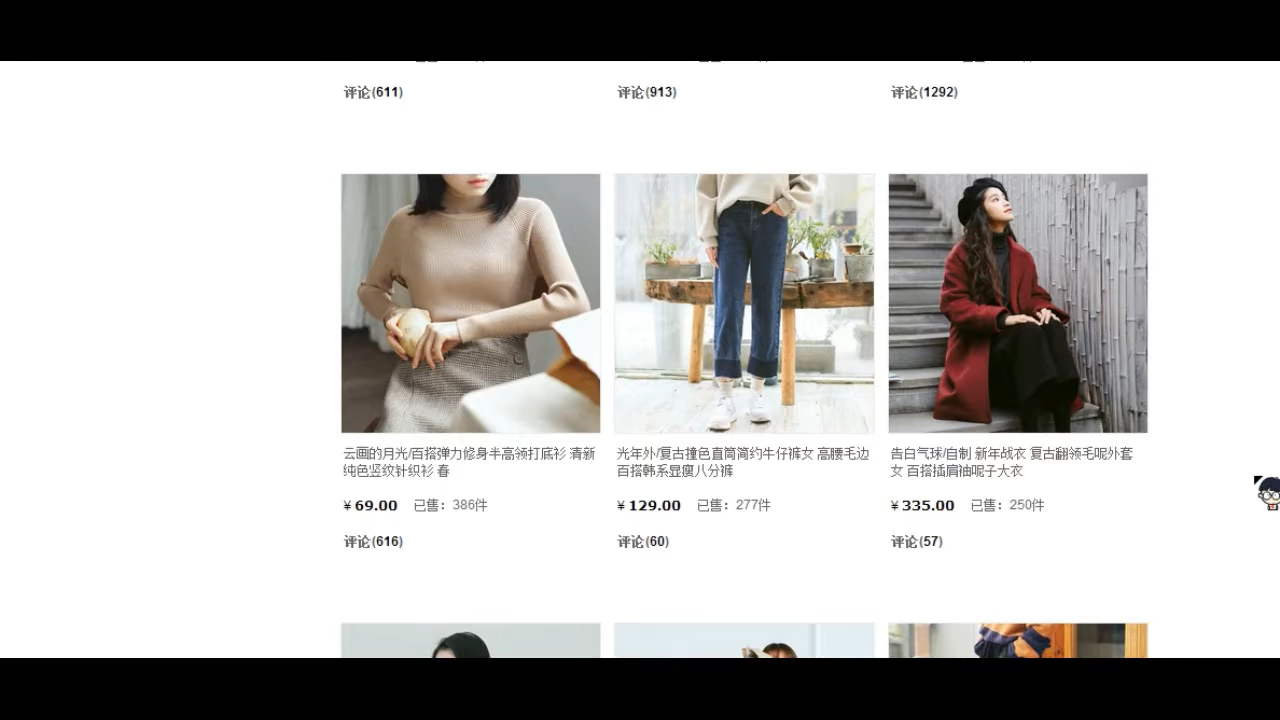 评论(611)
评论(913)
评论(1292)
云画的月光/百搭弹力修身半高领打底衫 清新
纯色竖纹针织衫 春
¥ 69.00 已售：386件
评论(616)
光年外/复古撞色直筒简约牛仔裤女 高腰毛边
百搭韩系显瘦八分裤
¥ 129.00 已售：277件
评论(60)
告白气球/自制 新年战衣 复古翻领毛呢外套
女 百搭插肩袖呢子大衣
¥ 335.00 已售：250件
评论(57)